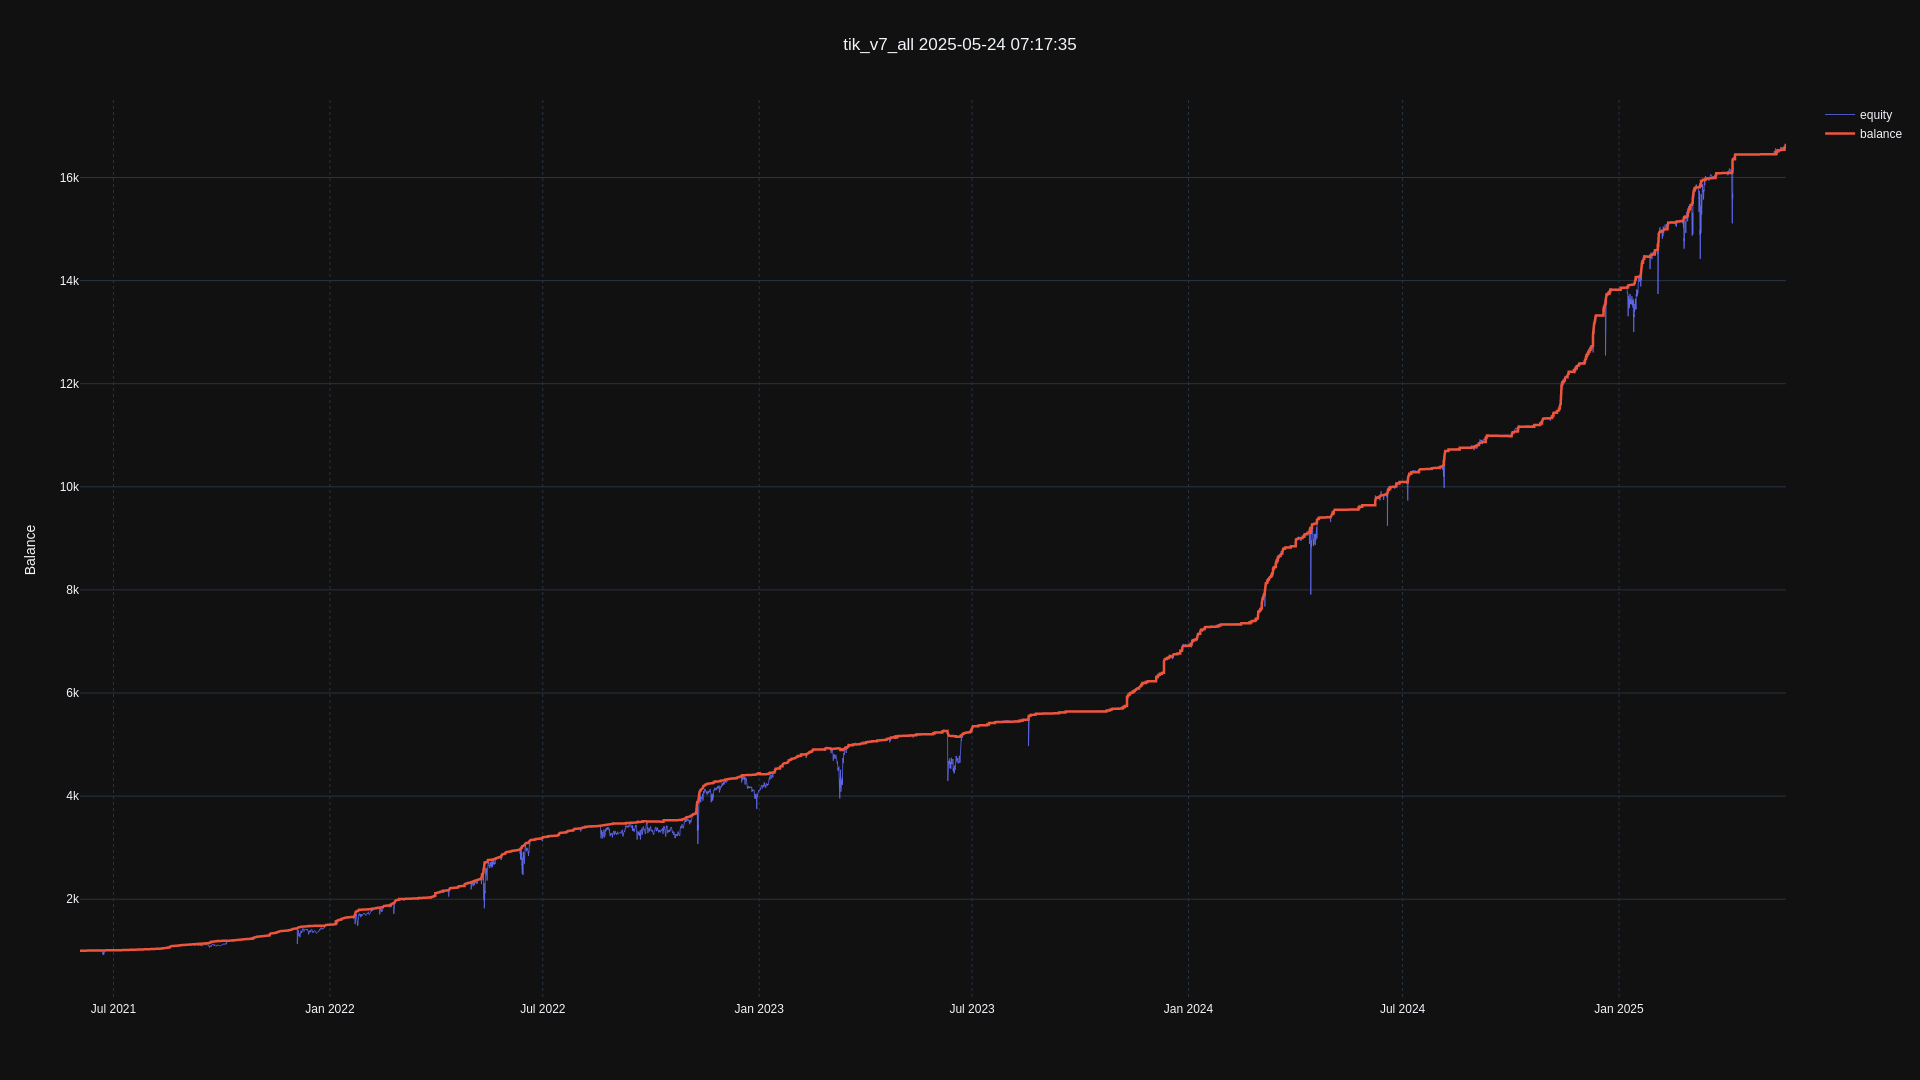 tik_v7_all 2025-05-24 07:17:35
equity
balance
16k
14k
12k
10k
8k
6k
4k
2k
Balance
Jul 2021
Jan 2022
Jul 2022
Jan 2023
Jul 2023
Jan 2024
Jul 2024
Jan 2025